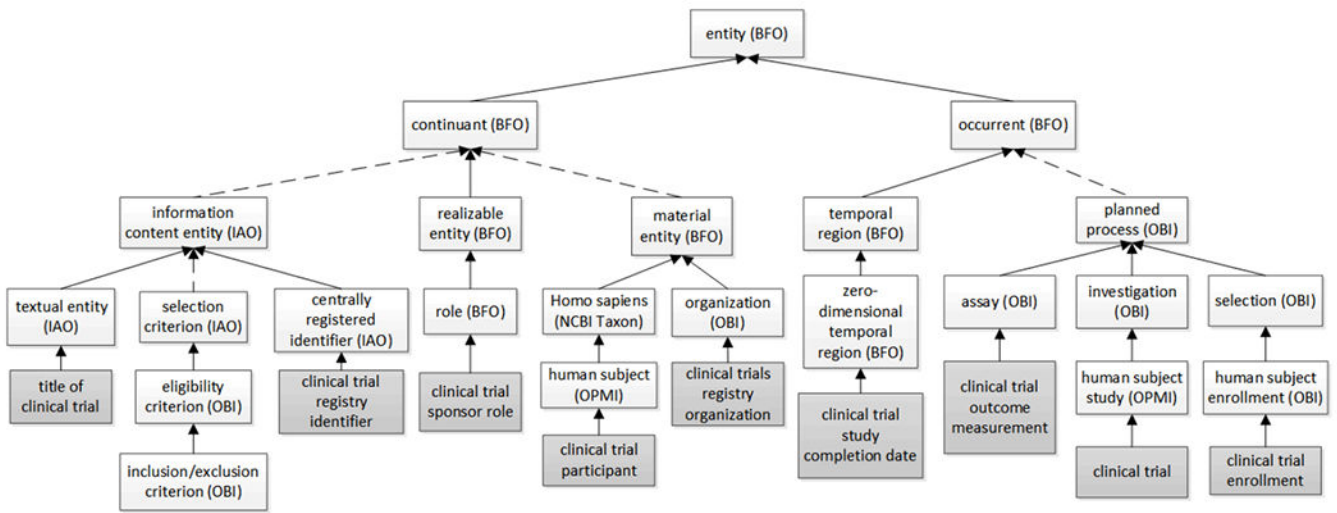 entity (BFO)
continuant (BFO)
occurrent (BFO)
information
content entity (IAO)
realizable
entity (BFO)
material
entity (BFO)
temporal
region (BFO)
planned
process (OBI)
textual entity
(IAO)
selection
criterion (IAO)
centrally
registered
identifier (IAO)
role (BFO)
Homo sapiens
(NCBI Taxon)
organization
(OBI)
zero-
dimensional
temporal
region (BFO)
assay (OBI)
investigation
(OBI)
selection (OBI)
title of
clinical trial
eligibility
criterion (OBI)
clinical trial
registry
identifier
clinical trial
sponsor role
human subject
(OPMI)
clinical trials
registry
organization
clinical trial
study
completion date
clinical trial
outcome
measurement
human subject
study (OPMI)
human subject
enrollment (OBI)
inclusion/exclusion
criterion (OBI)
clinical trial
participant
clinical trial
clinical trial
enrollment